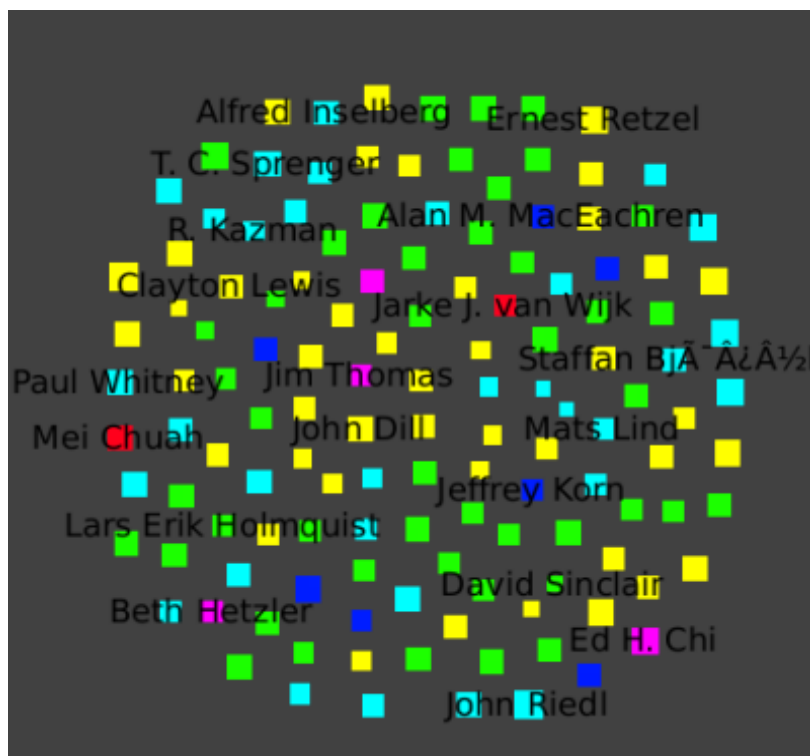 Alfred Inselberg
Ernest Retzel
T. C. Sprenger
Alan M. MacEachren
R. Kazman
Clayton Lewis
Jarke J. van Wijk
Staffan BjÃ¯Â¿Â½
Jim Thomas
Paul Whitney
John Dill
Mats Lind
Mei Chuah
Jeffrey Korn
Lars Erik Holmquist
David Sinclair
Beth Hetzler
Ed H. Chi
John Riedl